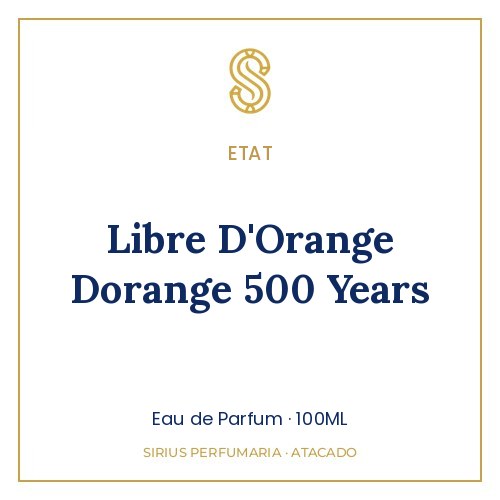 ETAT
Libre D'Orange
Dorange 500 Years
Eau de Parfum · 100ML
SIRIUS PERFUMARIA · ATACADO